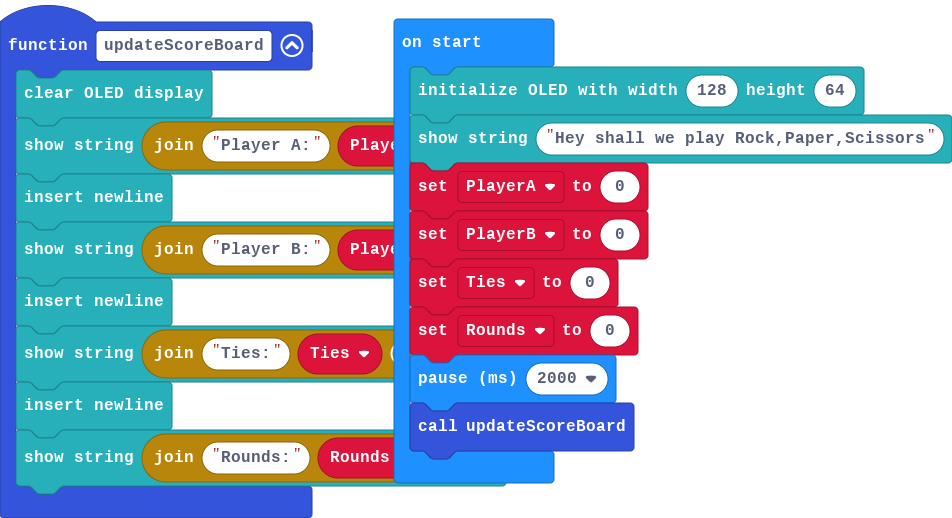 function updateScoreBoard
clear OLED display
show string join "Player A:"
insert newline
show string join "Player B:"
insert newline
show string join "Ties:" Ties
insert newline
show string join "Rounds:" Rounds
on start
initialize OLED with width 128 height 64
show string "Hey shall we play Rock,Paper,Scissors"
set PlayerA to 0
set PlayerB to 0
set Ties to 0
set Rounds to 0
pause (ms) 2000
call updateScoreBoard